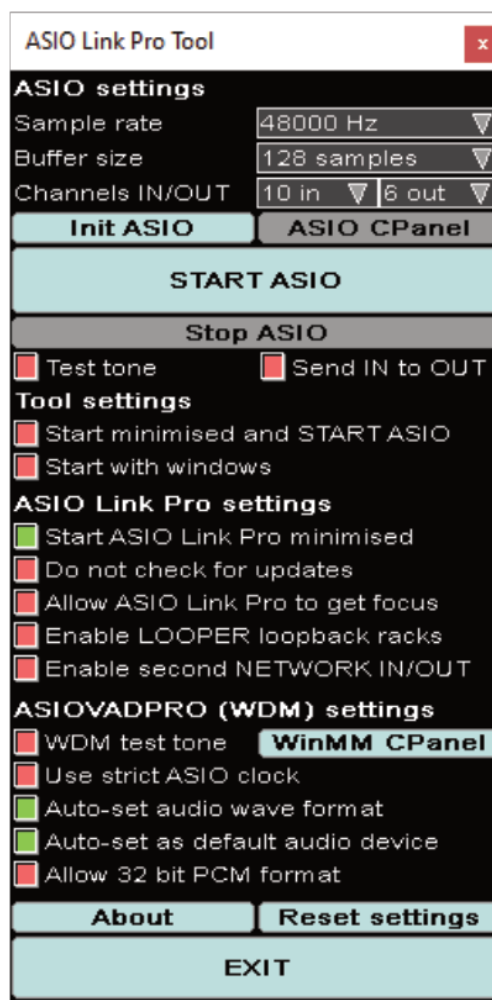 ASIO Link Pro Tool x
ASIO settings
Sample rate 48000 Hz
Buffer size 128 samples
Channels IN/OUT 10 in 6 out
Init ASIO ASIO CPanel
START ASIO
Stop ASIO
Test tone Send IN to OUT
Tool settings
Start minimised and START ASIO
Start with windows
ASIO Link Pro settings
Start ASIO Link Pro minimised
Do not check for updates
Allow ASIO Link Pro to get focus
Enable LOOPER loopback racks
Enable second NETWORK IN/OUT
ASIOVADPRO (WDM) settings
WDM test tone WinMM CPanel
Use strict ASIO clock
Auto-set audio wave format
Auto-set as default audio device
Allow 32 bit PCM format
About Reset settings
EXIT